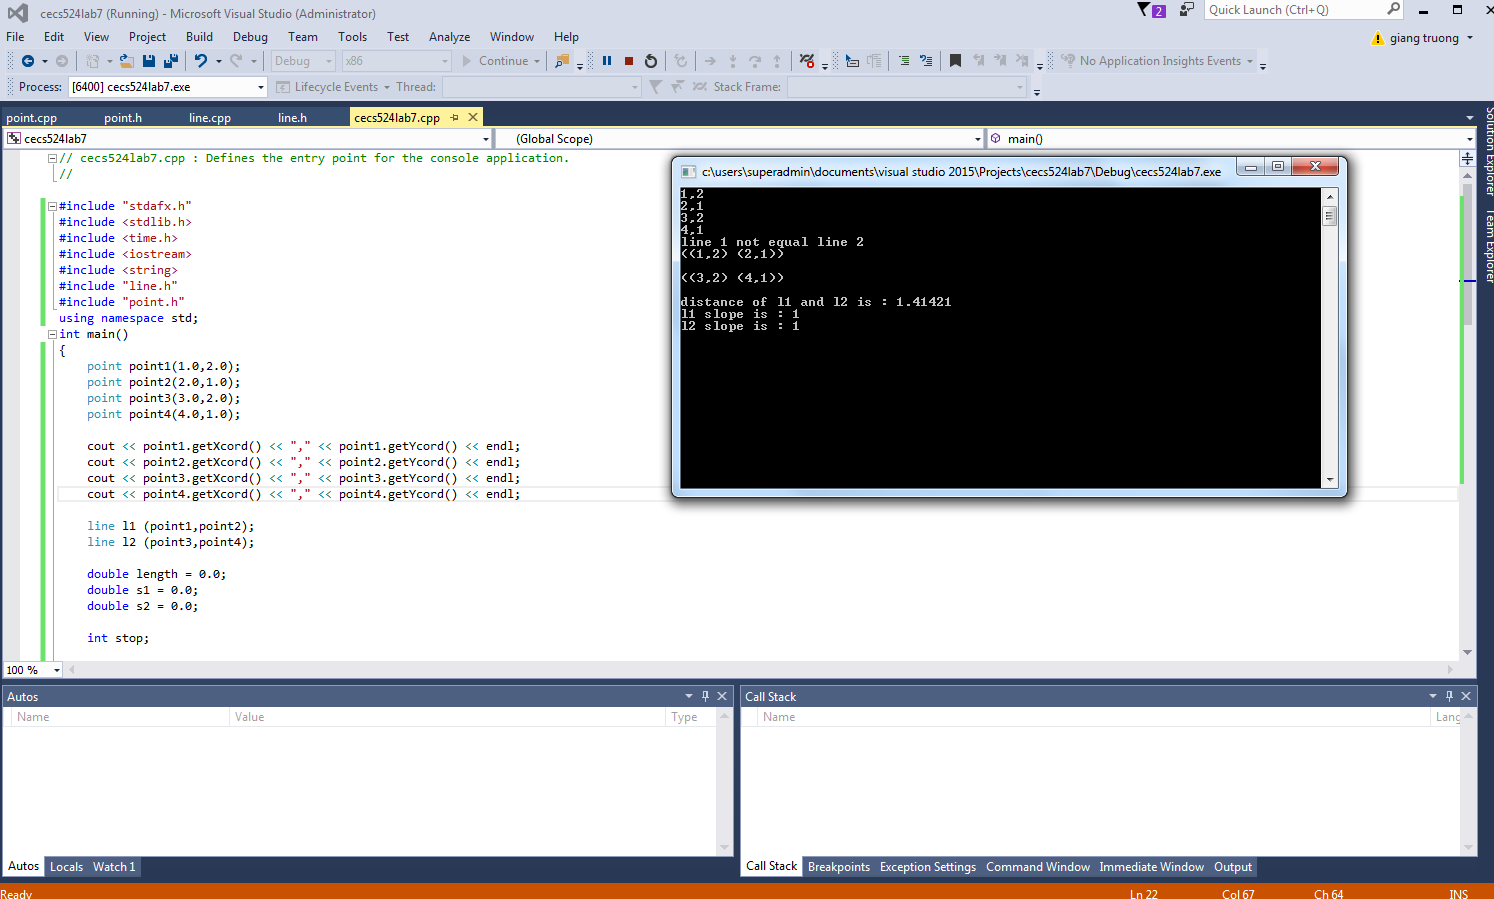 cecs524lab7 (Running) - Microsoft Visual Studio (Administrator)
2
Quick Launch (Ctrl+Q)
File Edit View Project Build Debug Team Tools Test Analyze Window Help
giang truong
Debug x86 Continue No Application Insights Events
Process: [6400] cecs524lab7.exe Lifecycle Events Thread: Stack Frame:
point.cpp point.h line.cpp line.h cecs524lab7.cpp
cecs524lab7 (Global Scope) main()
// cecs524lab7.cpp : Defines the entry point for the console application.
//
#include "stdafx.h"
#include <stdlib.h>
#include <time.h>
#include <iostream>
#include <string>
#include "line.h"
#include "point.h"
using namespace std;
int main()
{
point point1(1.0,2.0);
point point2(2.0,1.0);
point point3(3.0,2.0);
point point4(4.0,1.0);
cout << point1.getXcord() << "," << point1.getYcord() << endl;
cout << point2.getXcord() << "," << point2.getYcord() << endl;
cout << point3.getXcord() << "," << point3.getYcord() << endl;
cout << point4.getXcord() << "," << point4.getYcord() << endl;
line l1 (point1,point2);
line l2 (point3,point4);
double length = 0.0;
double s1 = 0.0;
double s2 = 0.0;
int stop;
100 %
c:\users\superadmin\documents\visual studio 2015\Projects\cecs524lab7\Debug\cecs524lab7.exe
1,2
2,1
3,2
4,1
line 1 not equal line 2
((1,2) (2,1))
((3,2) (4,1))
distance of l1 and l2 is : 1.41421
l1 slope is : 1
l2 slope is : 1
Solution Explorer
Team Explorer
Autos
Name Value Type
Autos Locals Watch 1
Call Stack
Name Lang
Call Stack Breakpoints Exception Settings Command Window Immediate Window Output
Ready Ln 22 Col 67 Ch 64 INS